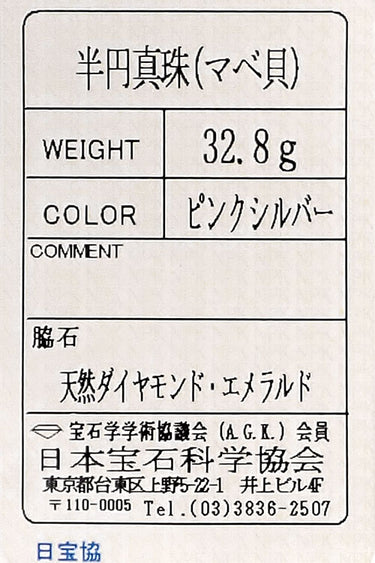 半円真珠(マベ貝)
WEIGHT 32.8g
COLOR ピンクシルバー
COMMENT
脇石
天然ダイヤモンド・エメラルド
宝石学学術協議会(A.G.K.)会員
日本宝石科学協会
東京都台東区上野5-22-1 井上ビル4F
〒110-0005 Tel.(03)3836-2507
日宝協